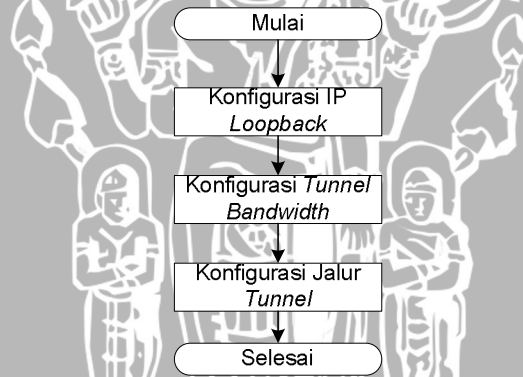 Mulai
Konfigurasi IP
Loopback
Konfigurasi Tunnel
Bandwidth
Konfigurasi Jalur
Tunnel
Selesai